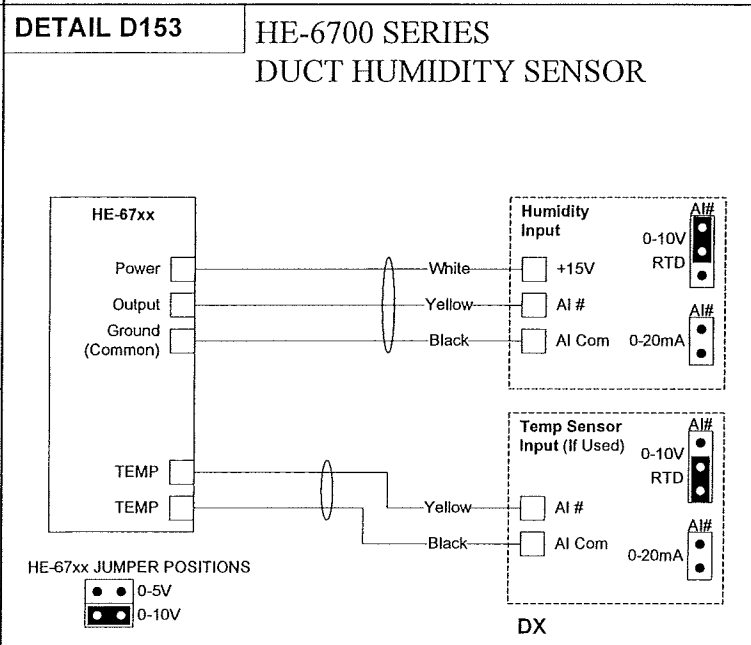 DETAIL D153
HE-6700 SERIES
DUCT HUMIDITY SENSOR
HE-67xx
Power
Output
Ground
(Common)
TEMP
TEMP
White
Yellow
Black
Yellow
Black
Humidity
Input
+15V
AI #
AI Com
AI#
0-10V
RTD
AI#
0-20mA
Temp Sensor
Input (If Used)
AI #
AI Com
AI#
0-10V
RTD
AI#
0-20mA
HE-67xx JUMPER POSITIONS
0-5V
0-10V
DX